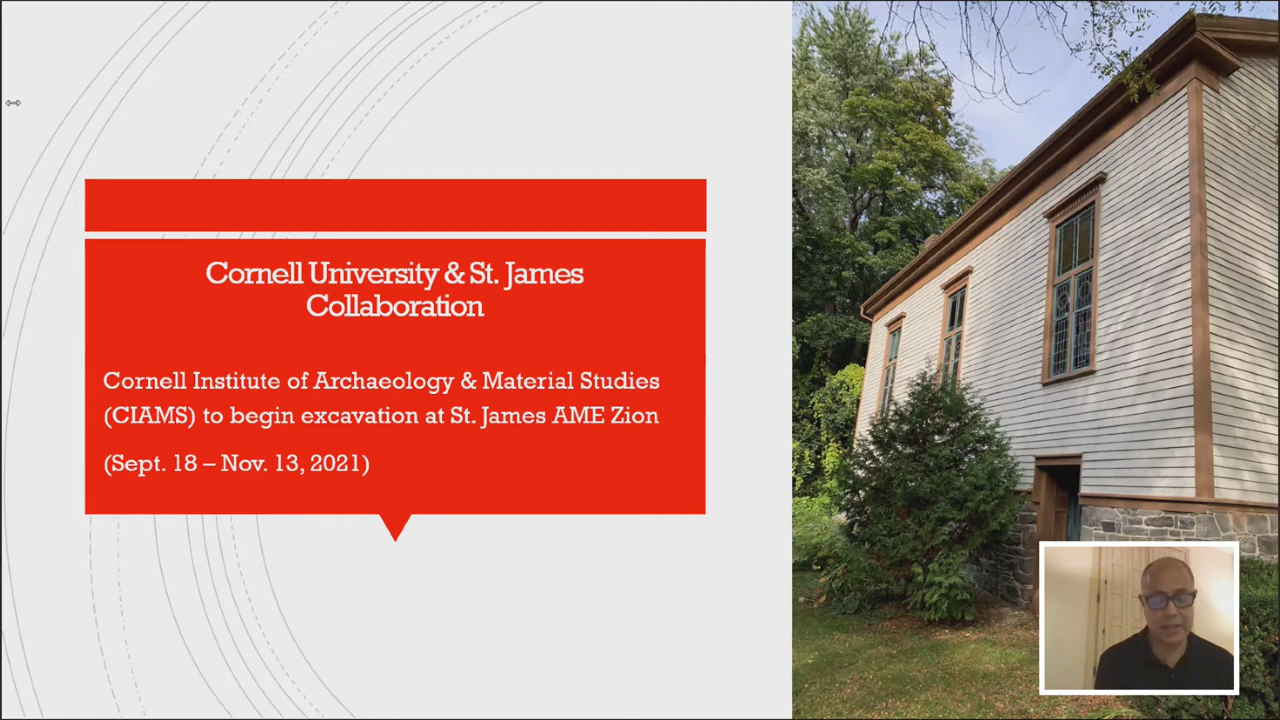 Cornell University & St. James
Collaboration
Cornell Institute of Archaeology & Material Studies
(CIAMS) to begin excavation at St. James AME Zion
(Sept. 18 – Nov. 13, 2021)